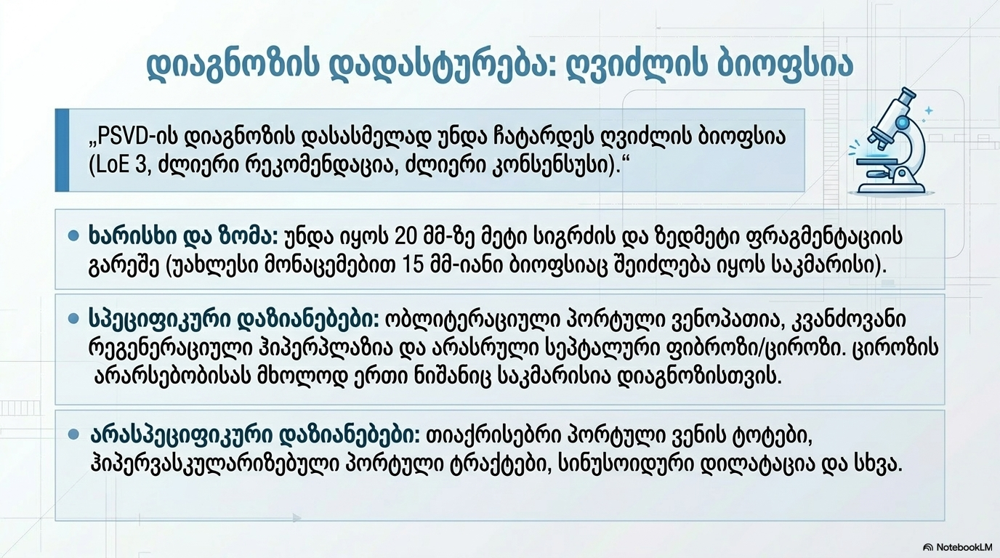 დიაგნოზის დადასტურება: ღვიძლის ბიოფსია
„PSVD-ის დიაგნოზის დასასმელად უნდა ჩატარდეს ღვიძლის ბიოფსია
(LoE 3, ძლიერი რეკომენდაცია, ძლიერი კონსენსუსი).“
ხარისხი და ზომა: უნდა იყოს 20 მმ-ზე მეტი სიგრძის და ზედმეტი ფრაგმენტაციის
გარეშე (უახლესი მონაცემებით 15 მმ-იანი ბიოფსიაც შეიძლება იყოს საკმარისი).
სპეციფიკური დაზიანებები: ობლიტერაციული პორტული ვენოპათია, კვანძოვანი
რეგენერაციული ჰიპერპლაზია და არასრული სეპტალური ფიბროზი/ციროზი. ციროზის
არარსებობისას მხოლოდ ერთი ნიშანიც საკმარისია დიაგნოზისთვის.
არასპეციფიკური დაზიანებები: თიაქრისებრი პორტული ვენის ტოტები,
ჰიპერვასკულარიზებული პორტული ტრაქტები, სინუსოიდური დილატაცია და სხვა.
NotebookLM